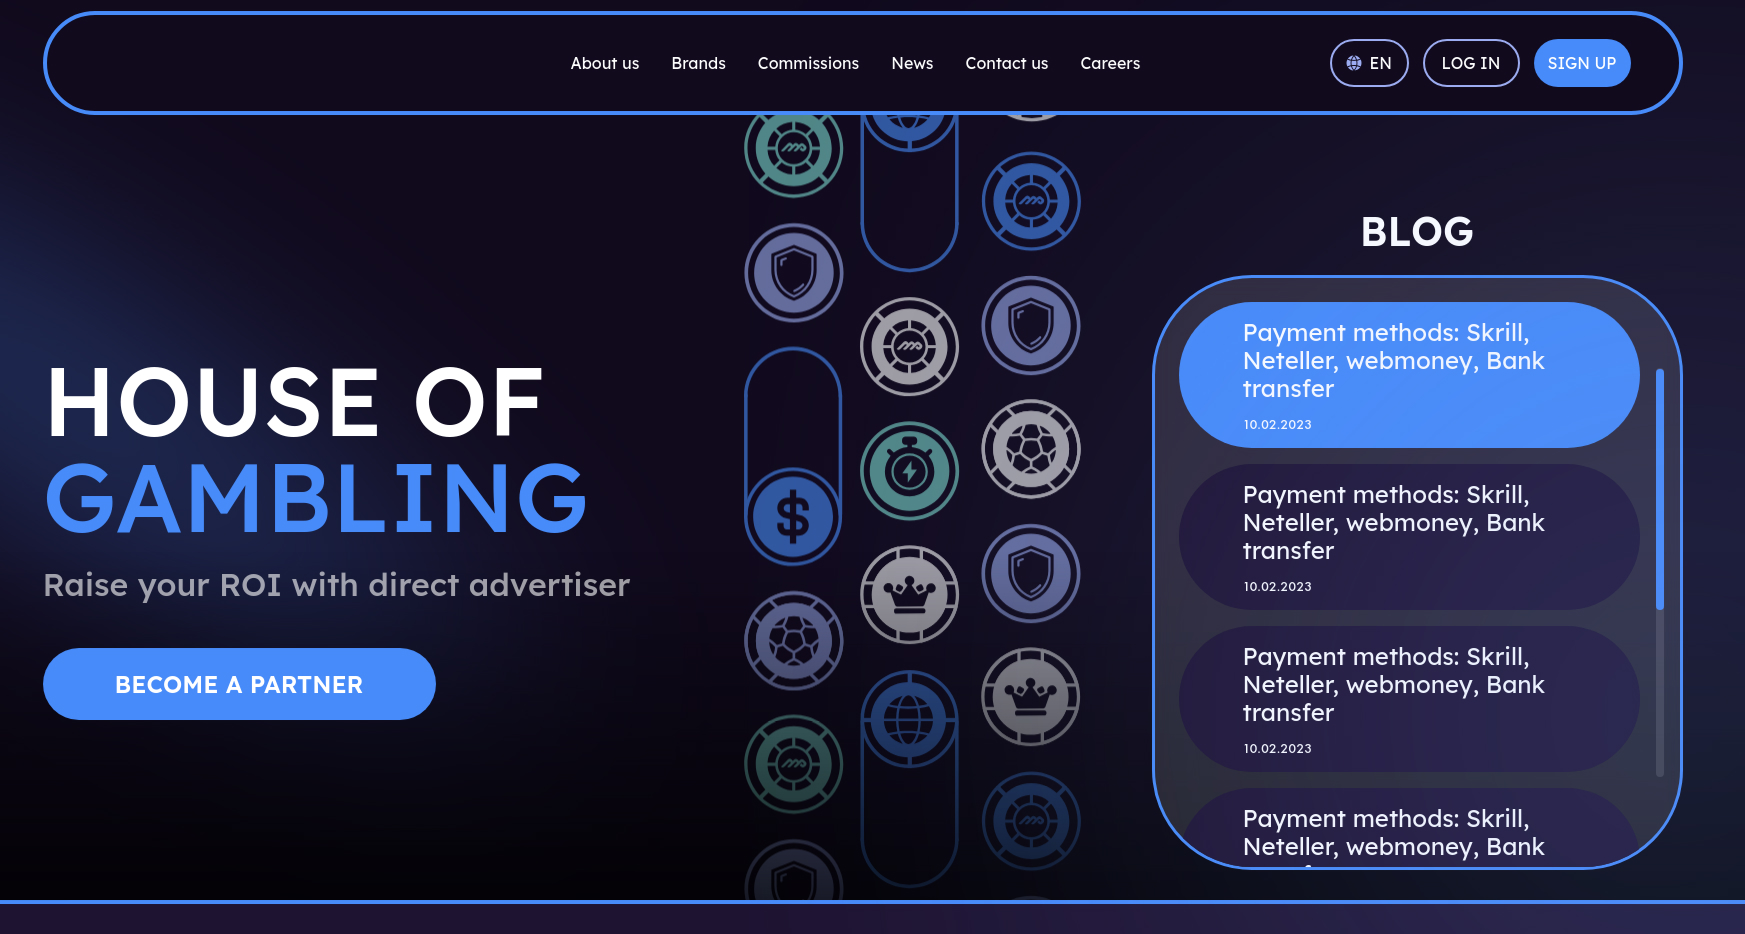 About us Brands Commissions News Contact us Careers EN LOG IN SIGN UP
HOUSE OF
GAMBLING
Raise your ROI with direct advertiser
BECOME A PARTNER
$
BLOG
Payment methods: Skrill,
Neteller, webmoney, Bank
transfer
10.02.2023
Payment methods: Skrill,
Neteller, webmoney, Bank
transfer
10.02.2023
Payment methods: Skrill,
Neteller, webmoney, Bank
transfer
10.02.2023
Payment methods: Skrill,
Neteller, webmoney, Bank